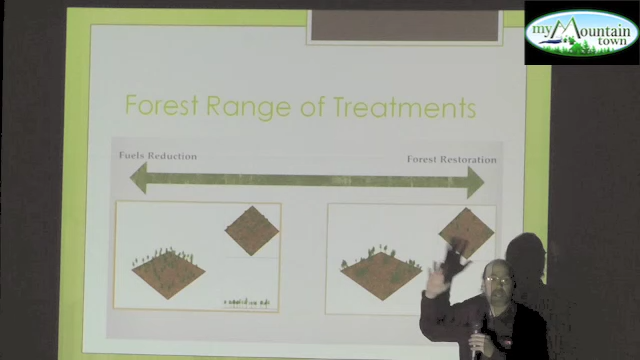 my Mountain
town
Forest Range of Treatments
Fuels Reduction
Forest Restoration